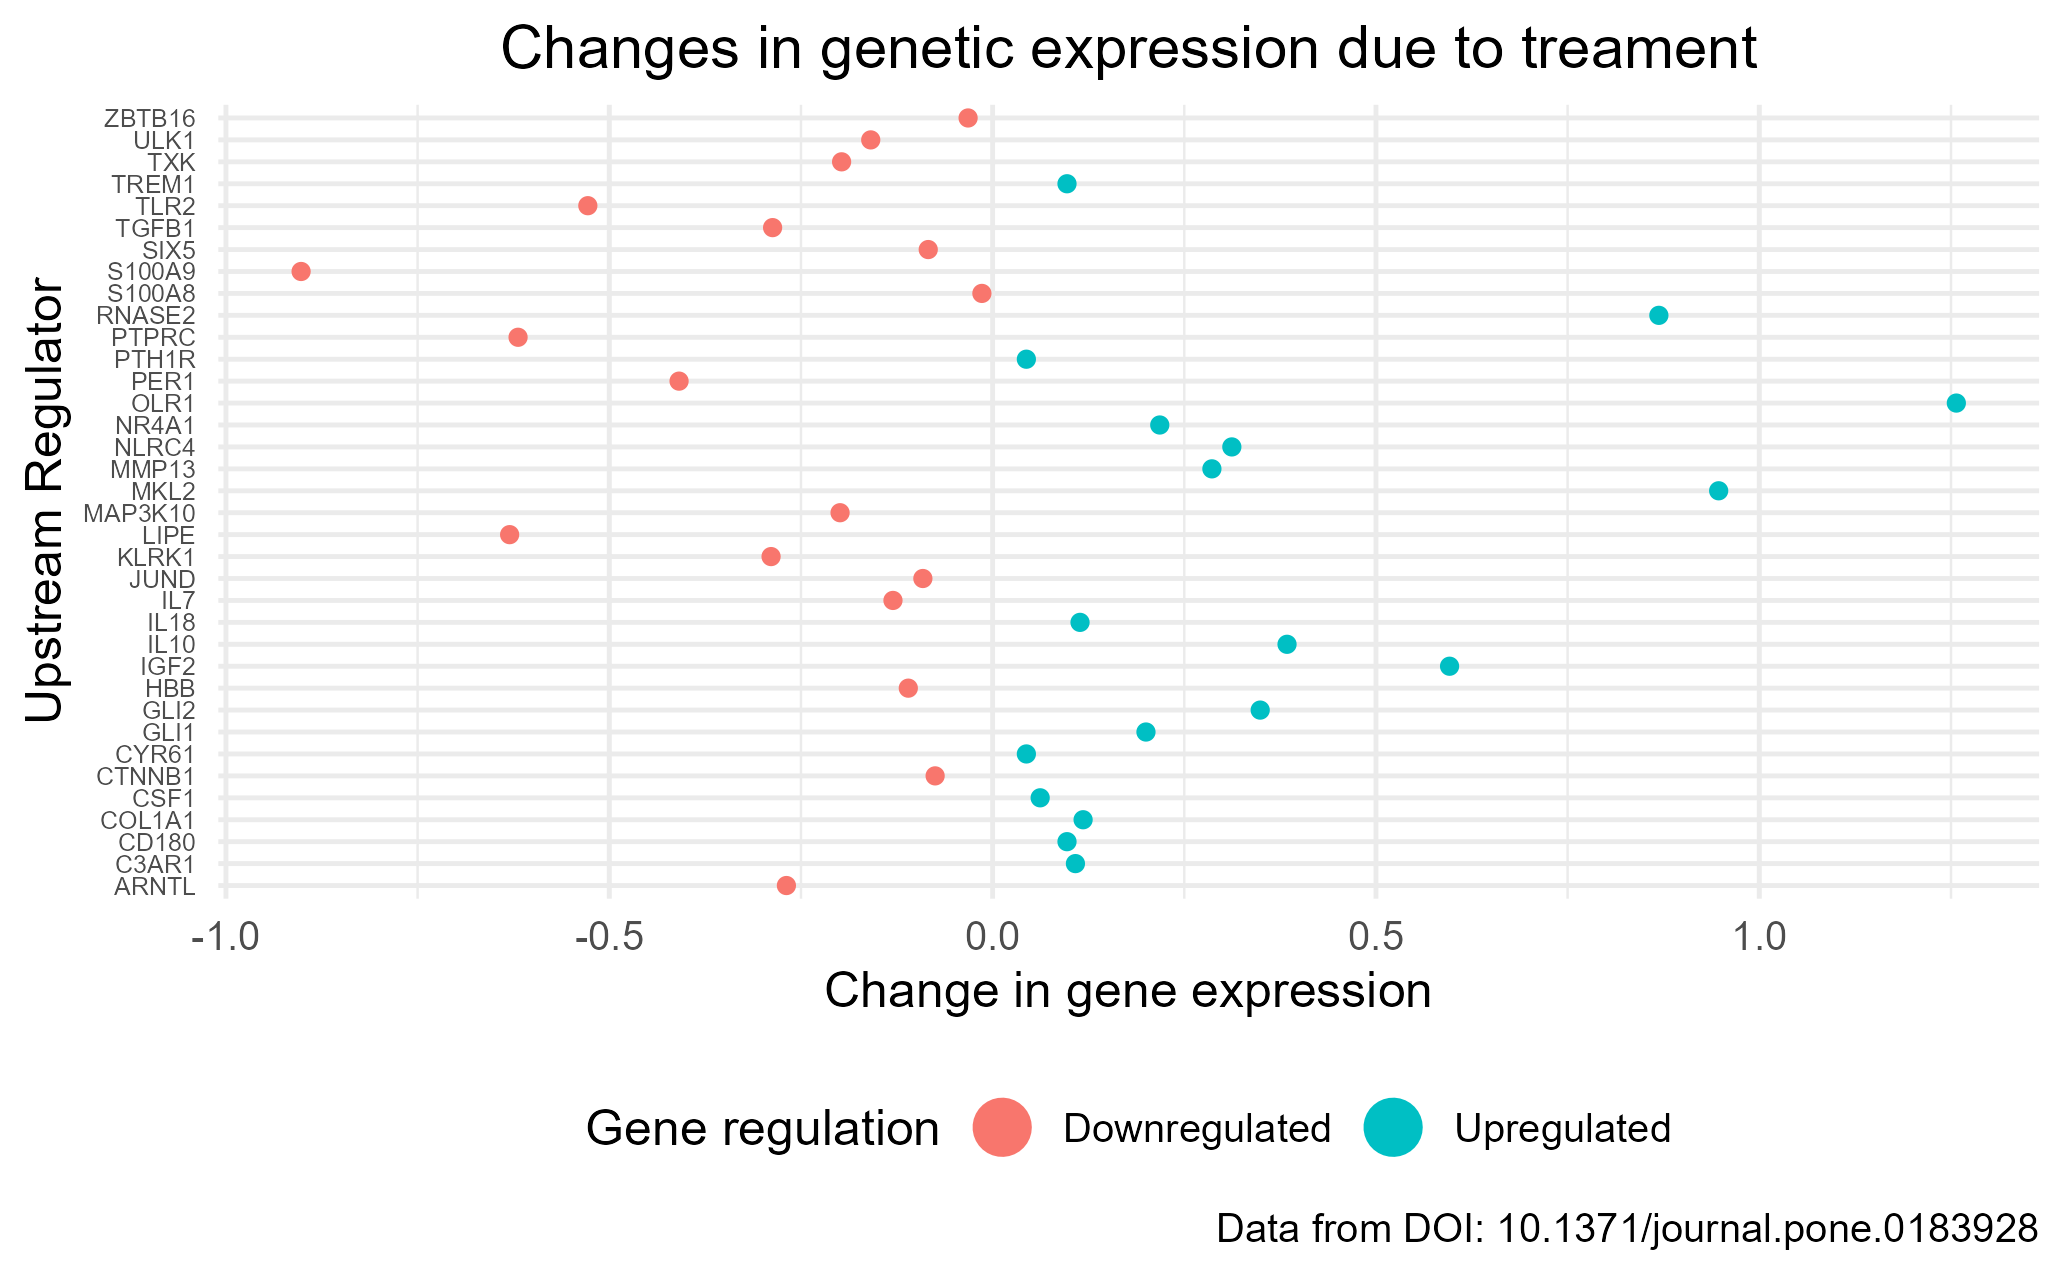 Changes in genetic expression due to treament
Upstream Regulator
ZBTB16
ULK1
TXK
TREM1
TLR2
TGFB1
SIX5
S100A9
S100A8
RNASE2
PTPRC
PTH1R
PER1
OLR1
NR4A1
NLRC4
MMP13
MKL2
MAP3K10
LIPE
KLRK1
JUND
IL7
IL18
IL10
IGF2
HBB
GLI2
GLI1
CYR61
CTNNB1
CSF1
COL1A1
CD180
C3AR1
ARNTL
-1.0 -0.5 0.0 0.5 1.0
Change in gene expression
Gene regulation Downregulated Upregulated
Data from DOI: 10.1371/journal.pone.0183928